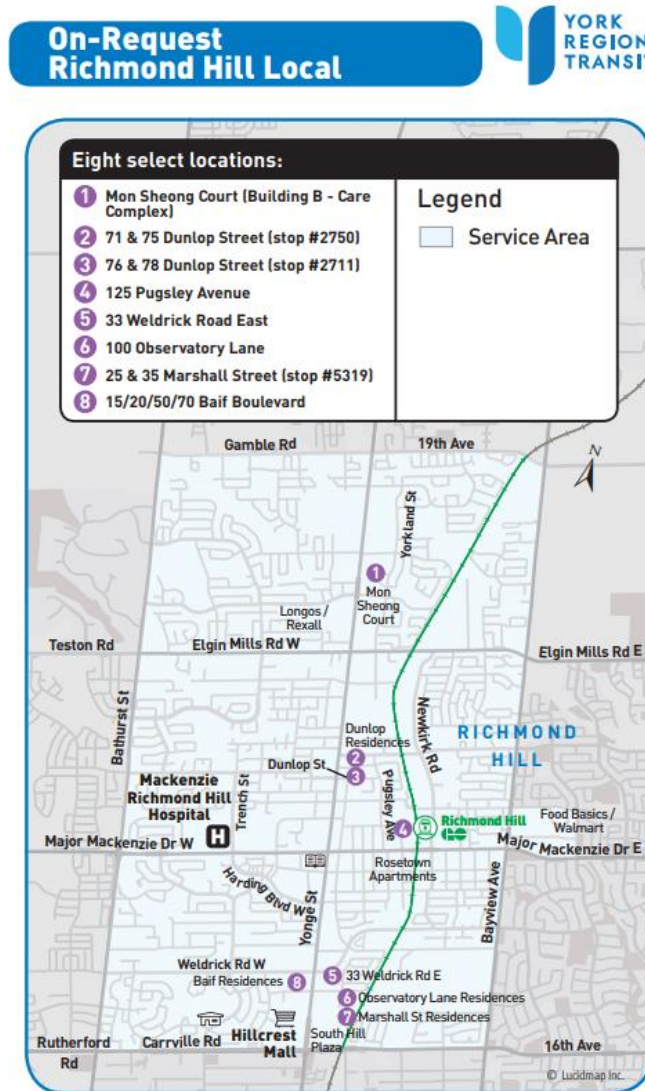 On-Request
Richmond Hill Local
YORK
REGION
TRANSIT
Eight select locations:
1 Mon Sheong Court (Building B - Care
Complex)
2 71 & 75 Dunlop Street (stop #2750)
3 76 & 78 Dunlop Street (stop #2711)
4 125 Pugsley Avenue
5 33 Weldrick Road East
6 100 Observatory Lane
7 25 & 35 Marshall Street (stop #5319)
8 15/20/50/70 Baif Boulevard
Legend
Service Area
Gamble Rd
19th Ave
N
Yorkland St
1
Mon
Sheong
Court
Longos /
Rexall
Teston Rd
Elgin Mills Rd W
Elgin Mills Rd E
Bathurst St
Newkirk Rd
RICHMOND
HILL
Dunlop
Residences
2
Dunlop St
3
Pugsley Ave
Mackenzie
Richmond Hill
Hospital
H
Trench St
4
Richmond Hill
GO
Food Basics /
Walmart
Major Mackenzie Dr W
Major Mackenzie Dr E
Rosetown
Apartments
Harding Blvd W
Yonge St
Bayview Ave
Weldrick Rd W
5 33 Weldrick Rd E
Baif Residences 8
6 Observatory Lane Residences
7 Marshall St Residences
Rutherford
Rd
Carrville Rd
Hillcrest
Mall
South Hill
Plaza
16th Ave
© Lucidmap Inc.